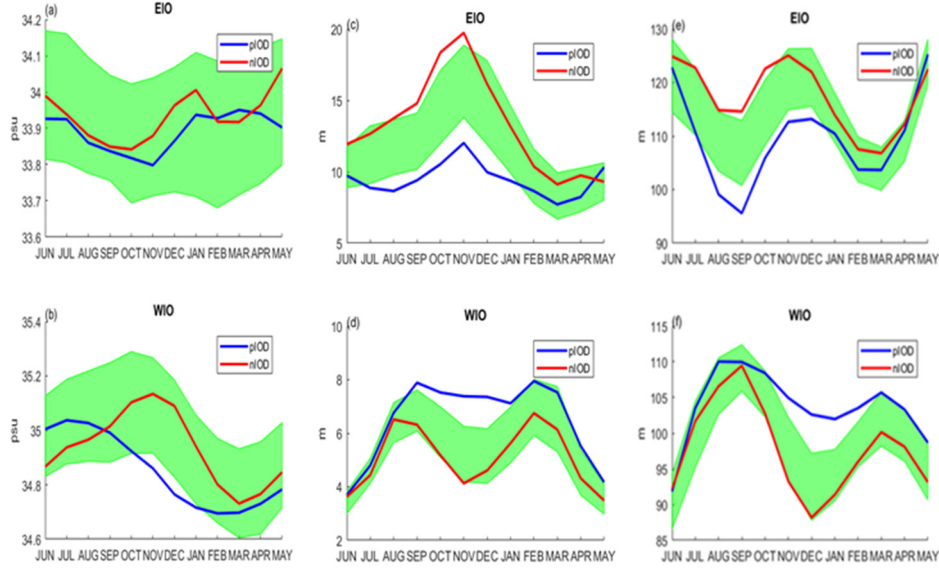 (a)
EIO
34.2
34.1
34
33.9
33.8
33.7
33.6
psu
pIOD
nIOD
JUN JUL AUG SEP OCT NOV DEC JAN FEB MAR APR MAY
(c)
EIO
20
15
10
5
m
pIOD
nIOD
JUN JUL AUG SEP OCT NOV DEC JAN FEB MAR APR MAY
(e)
EIO
130
120
110
100
90
m
pIOD
nIOD
JUN JUL AUG SEP OCT NOV DEC JAN FEB MAR APR MAY
(b)
WIO
35.4
35.2
35
34.8
34.6
psu
pIOD
nIOD
JUN JUL AUG SEP OCT NOV DEC JAN FEB MAR APR MAY
(d)
WIO
10
8
6
4
2
m
pIOD
nIOD
JUN JUL AUG SEP OCT NOV DEC JAN FEB MAR APR MAY
(f)
WIO
115
110
105
100
95
90
85
m
pIOD
nIOD
JUN JUL AUG SEP OCT NOV DEC JAN FEB MAR APR MAY